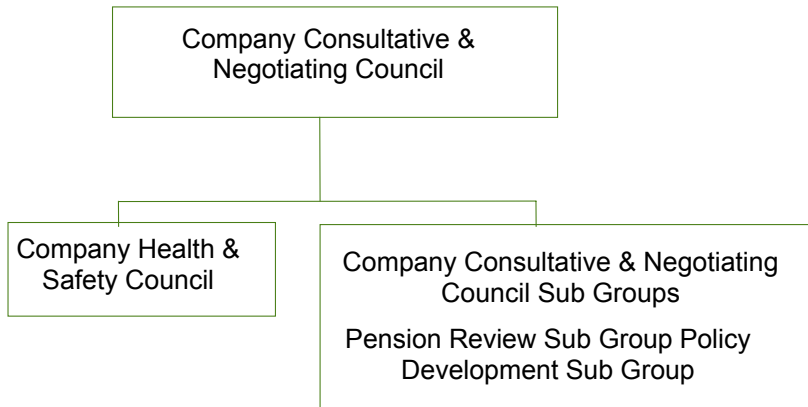 Company Consultative &
Negotiating Council
Company Health &
Safety Council
Company Consultative & Negotiating
Council Sub Groups
Pension Review Sub Group Policy
Development Sub Group